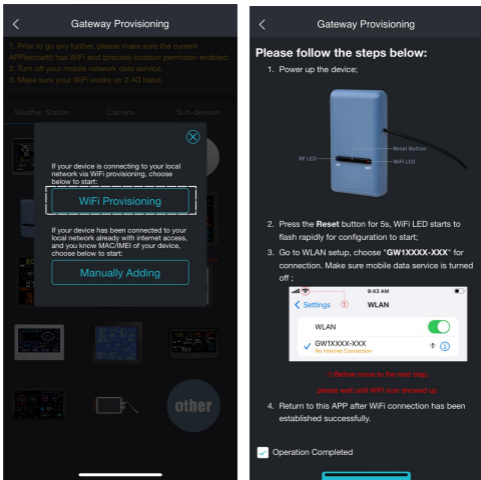 Gateway Provisioning
1. Prior to go any further, please make sure the current
APP(ecowitt) has WiFi and (precise) location permission enabled.
2. Turn off your mobile network data service.
3. Make sure your WiFi works on 2.4G band.
Weather Station Camera Sub-devices
If your device is connecting to your local
network via WiFi provisioning, choose
below to start:
WiFi Provisioning
If your device has been connected to your
local network already with internet access,
and you know MAC/IMEI of your device,
choose below to start:
Manually Adding
other
Gateway Provisioning
Please follow the steps below:
1. Power up the device;
Reset Button
RF LED
WiFi LED
2. Press the Reset button for 5s, WiFi LED starts to
flash rapidly for configuration to start;
3. Go to WLAN setup, choose "GW1XXXX-XXX" for
connection. Make sure mobile data service is turned
off ;
9:43 AM
Settings ① WLAN
WLAN
GW1XXXX-XXX
No Internet Connection
①Before move to the next step,
please wait until WiFi icon showed up.
4. Return to this APP after WiFi connection has been
established successfully.
Operation Completed